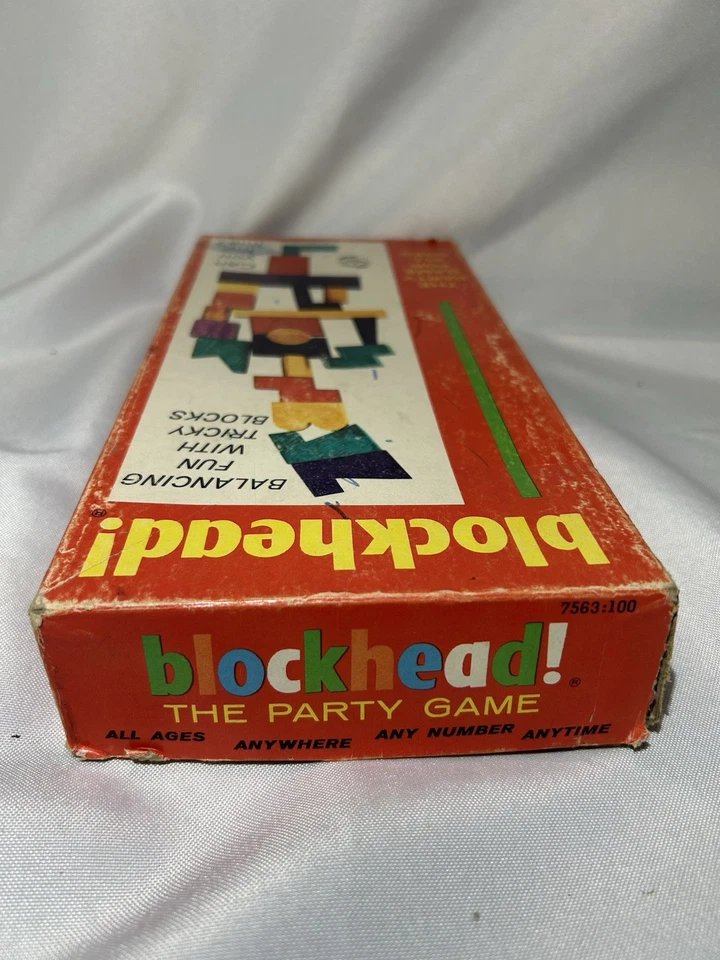 blockhead!®
BALANCING
FUN
WITH
TRICKY
BLOCKS
7563:100
blockhead!®
THE PARTY GAME
ALL AGES ANYWHERE ANY NUMBER ANYTIME